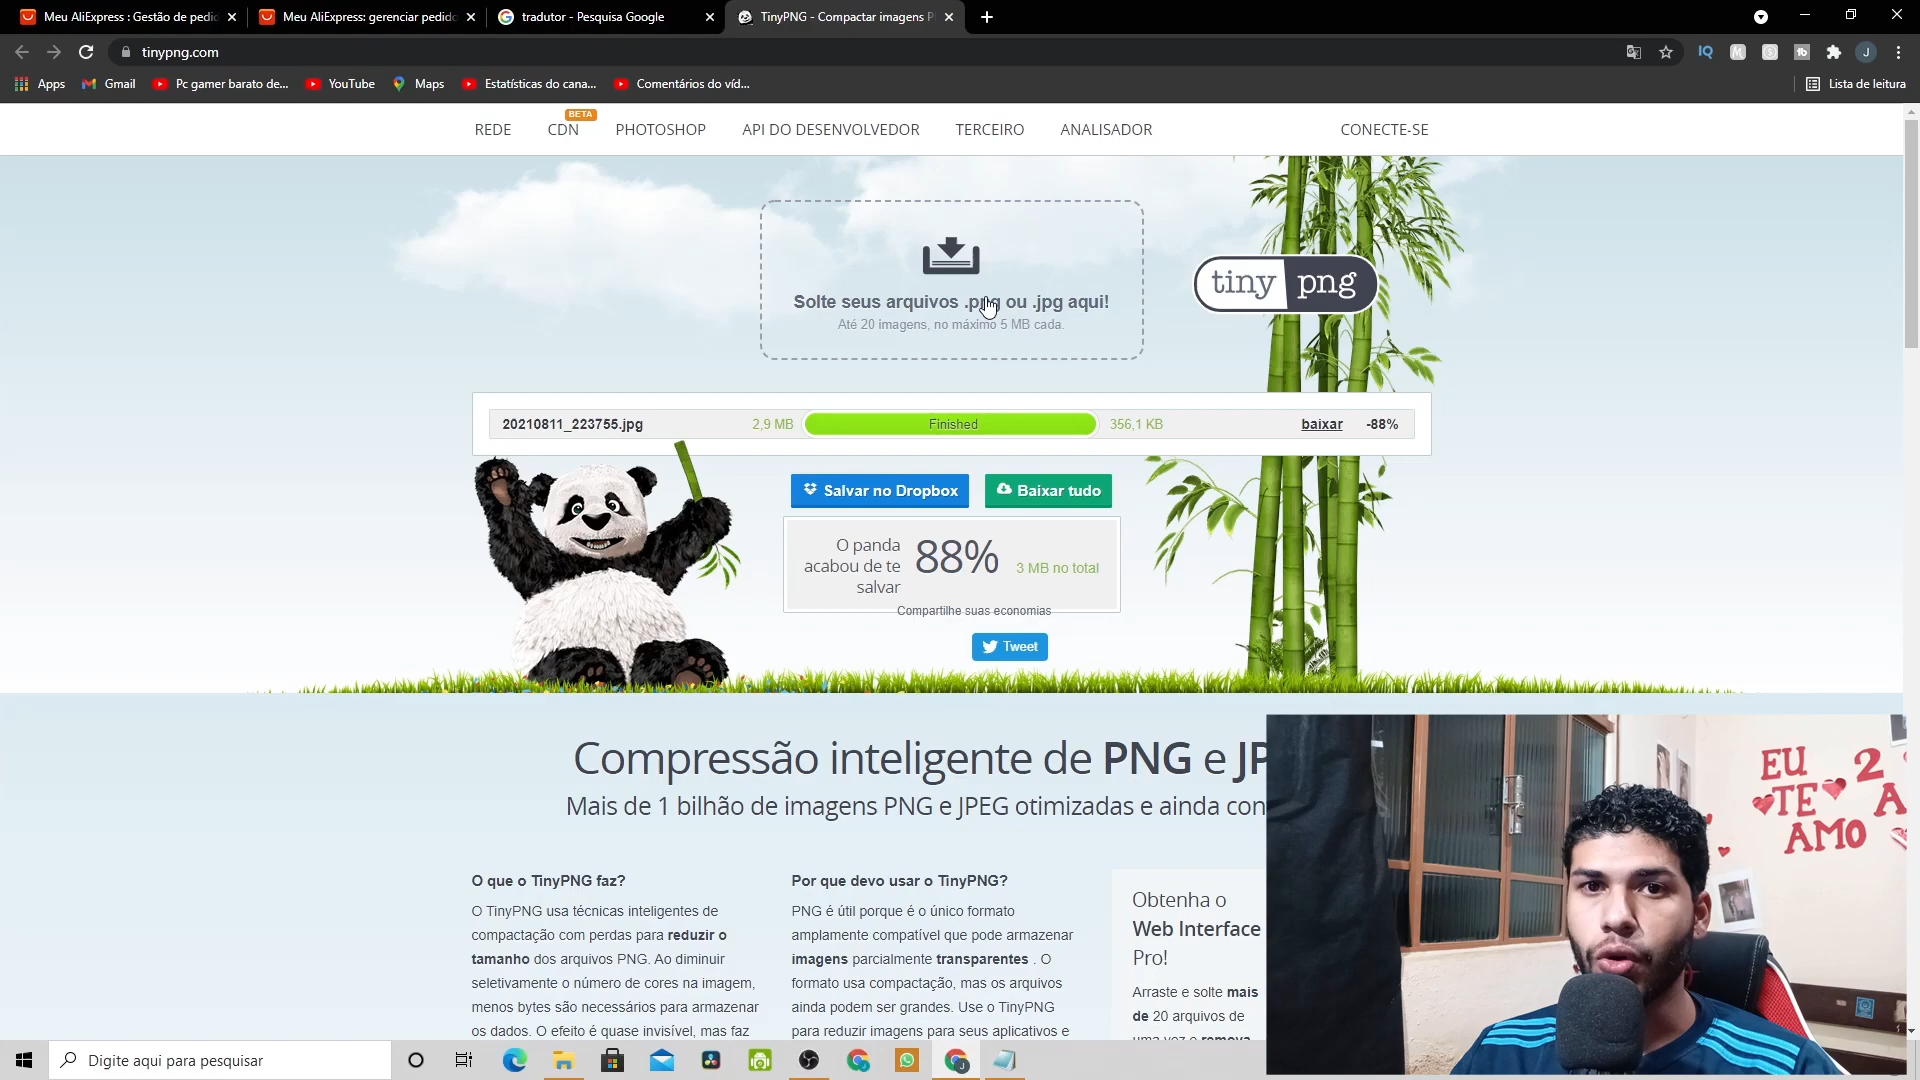 Meu AliExpress : Gestão de pedid
Meu AliExpress: gerenciar pedido
tradutor - Pesquisa Google
TinyPNG - Compactar imagens P
tinypng.com
IQ
J
Apps
Gmail
Pc gamer barato de...
YouTube
Maps
Estatísticas do cana...
Comentários do víd...
Lista de leitura
REDE
CDN
BETA
PHOTOSHOP
API DO DESENVOLVEDOR
TERCEIRO
ANALISADOR
CONECTE-SE
Solte seus arquivos .png ou .jpg aqui!
Até 20 imagens, no máximo 5 MB cada.
tiny png
20210811_223755.jpg 2,9 MB Finished 356,1 KB baixar -88%
Salvar no Dropbox
Baixar tudo
O panda
acabou de te
salvar
88%
3 MB no total
Compartilhe suas economias
Tweet
Compressão inteligente de PNG e JP
Mais de 1 bilhão de imagens PNG e JPEG otimizadas e ainda con
O que o TinyPNG faz?
O TinyPNG usa técnicas inteligentes de
compactação com perdas para reduzir o
tamanho dos arquivos PNG. Ao diminuir
seletivamente o número de cores na imagem,
menos bytes são necessários para armazenar
os dados. O efeito é quase invisível, mas faz
Por que devo usar o TinyPNG?
PNG é útil porque é o único formato
amplamente compatível que pode armazenar
imagens parcialmente transparentes . O
formato usa compactação, mas os arquivos
ainda podem ser grandes. Use o TinyPNG
para reduzir imagens para seus aplicativos e
Obtenha o
Web Interface
Pro!
Arraste e solte mais
de 20 arquivos de
uma vez e remova
EU
TE
AMO
2
A
Digite aqui para pesquisar